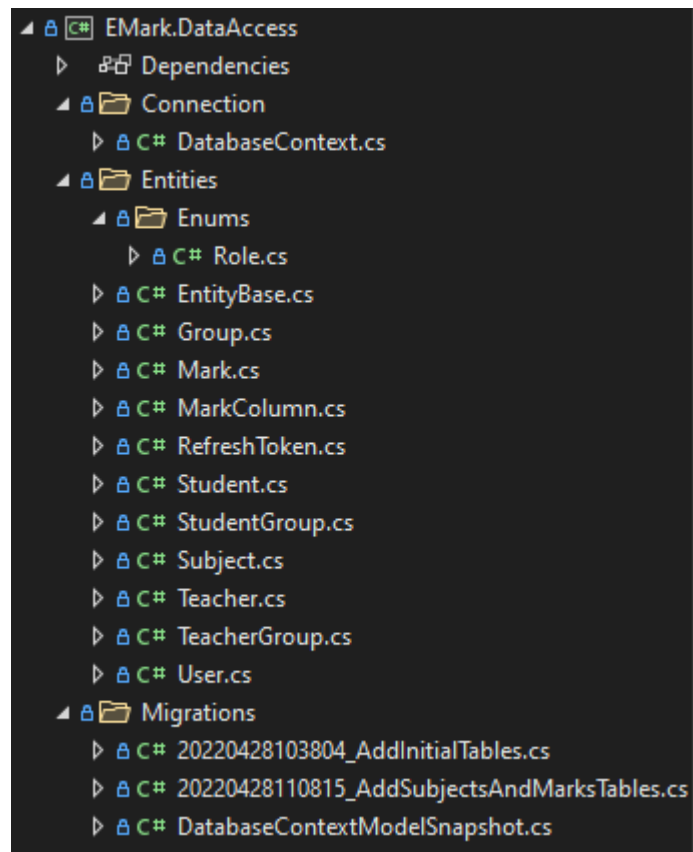 C# EMark.DataAccess
Dependencies
Connection
C# DatabaseContext.cs
Entities
Enums
C# Role.cs
C# EntityBase.cs
C# Group.cs
C# Mark.cs
C# MarkColumn.cs
C# RefreshToken.cs
C# Student.cs
C# StudentGroup.cs
C# Subject.cs
C# Teacher.cs
C# TeacherGroup.cs
C# User.cs
Migrations
C# 20220428103804_AddInitialTables.cs
C# 20220428110815_AddSubjectsAndMarksTables.cs
C# DatabaseContextModelSnapshot.cs